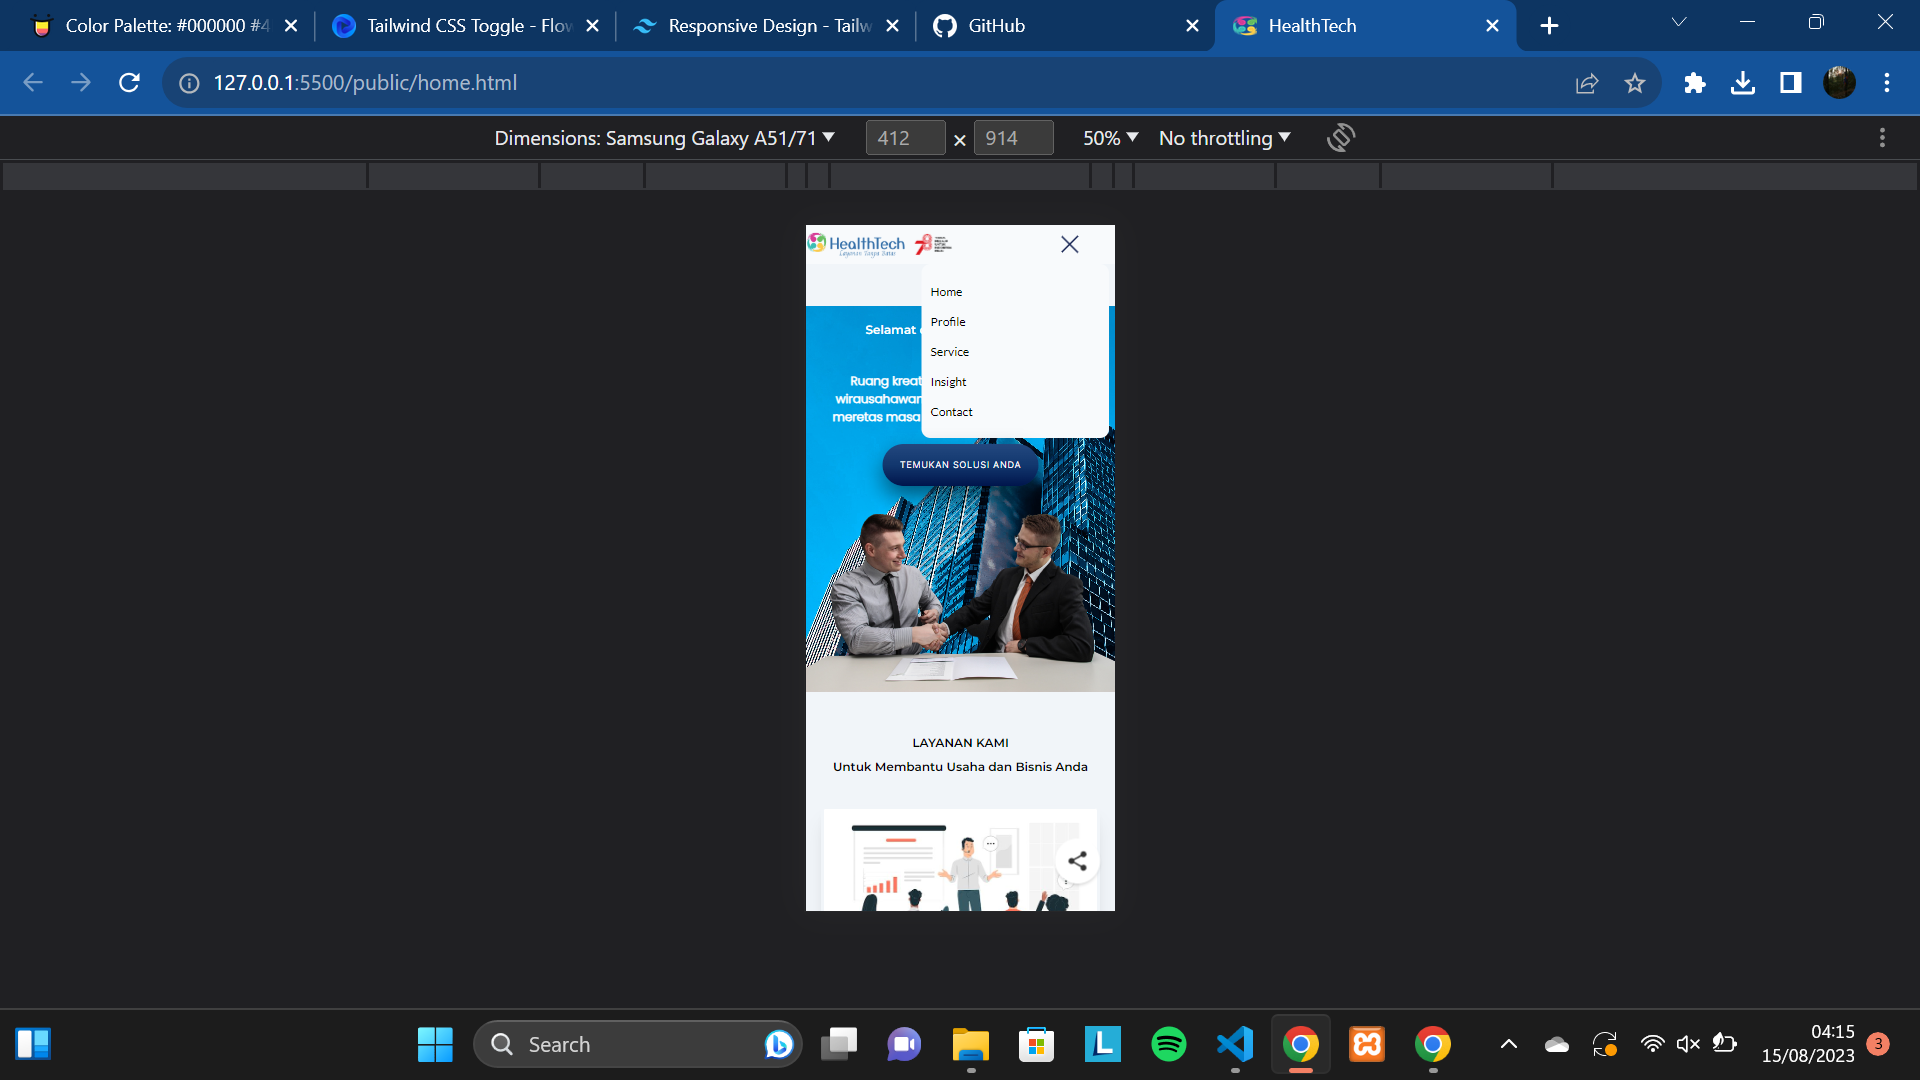 Color Palette: #000000 #4
Tailwind CSS Toggle - Flow
Responsive Design - Tailw
GitHub
HealthTech
127.0.0.1:5500/public/home.html
Dimensions: Samsung Galaxy A51/71
412 × 914
50%
No throttling
HealthTech
Layanan Tanpa Batas
78
Home
Profile
Service
Insight
Contact
Selamat
Ruang kreat
wirausahawan
meretas masa
TEMUKAN SOLUSI ANDA
LAYANAN KAMI
Untuk Membantu Usaha dan Bisnis Anda
Search
L
04:15
15/08/2023
3